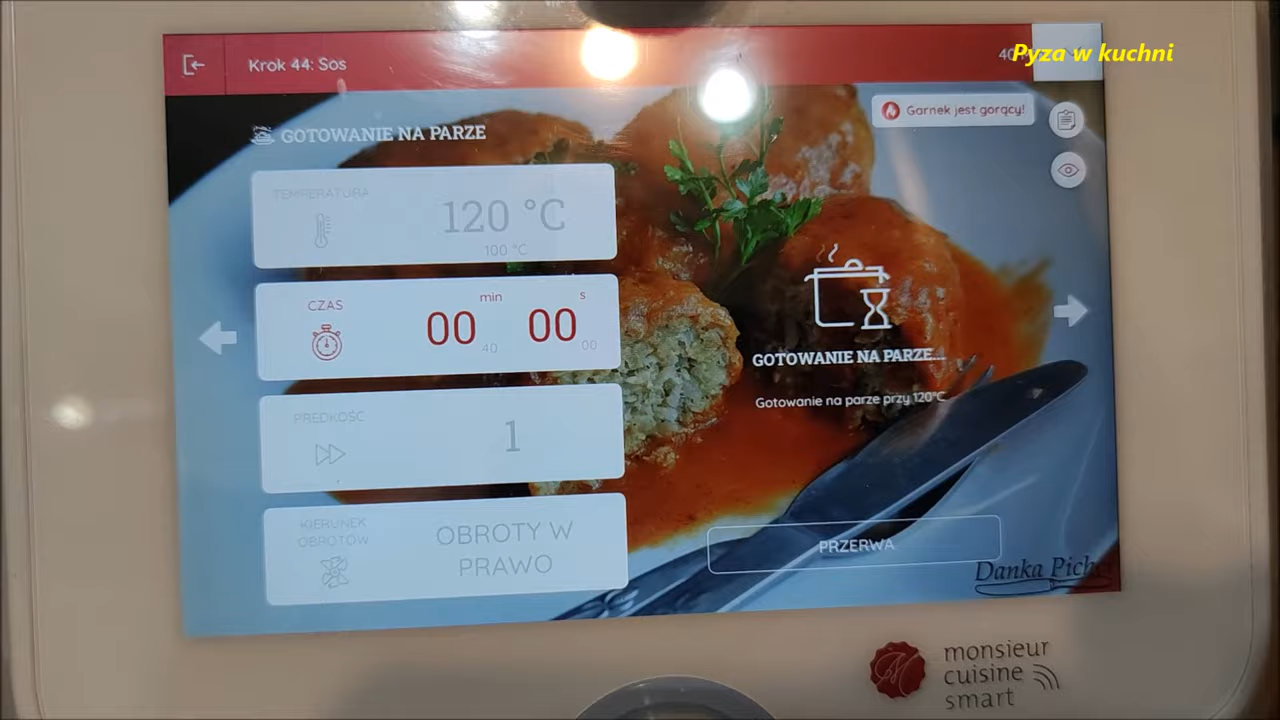 Krok 44: Sos
40
Pyza w kuchni
Garnek jest gorący!
GOTOWANIE NA PARZE
TEMPERATURA
120 °C
100 °C
CZAS
00 min 00 s
40 00
GOTOWANIE NA PARZE...
Gotowanie na parze przy 120°C
PRĘDKOŚĆ
1
KIERUNEK
OBROTÓW
OBROTY W
PRAWO
PRZERWA
Danka
monsieur
cuisine
smart